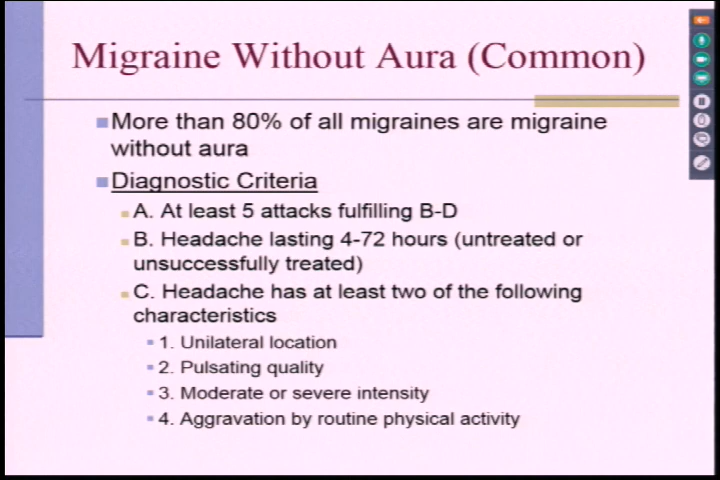 Migraine Without Aura (Common)
More than 80% of all migraines are migraine
without aura
Diagnostic Criteria
A. At least 5 attacks fulfilling B-D
B. Headache lasting 4-72 hours (untreated or
unsuccessfully treated)
C. Headache has at least two of the following
characteristics
1. Unilateral location
2. Pulsating quality
3. Moderate or severe intensity
4. Aggravation by routine physical activity